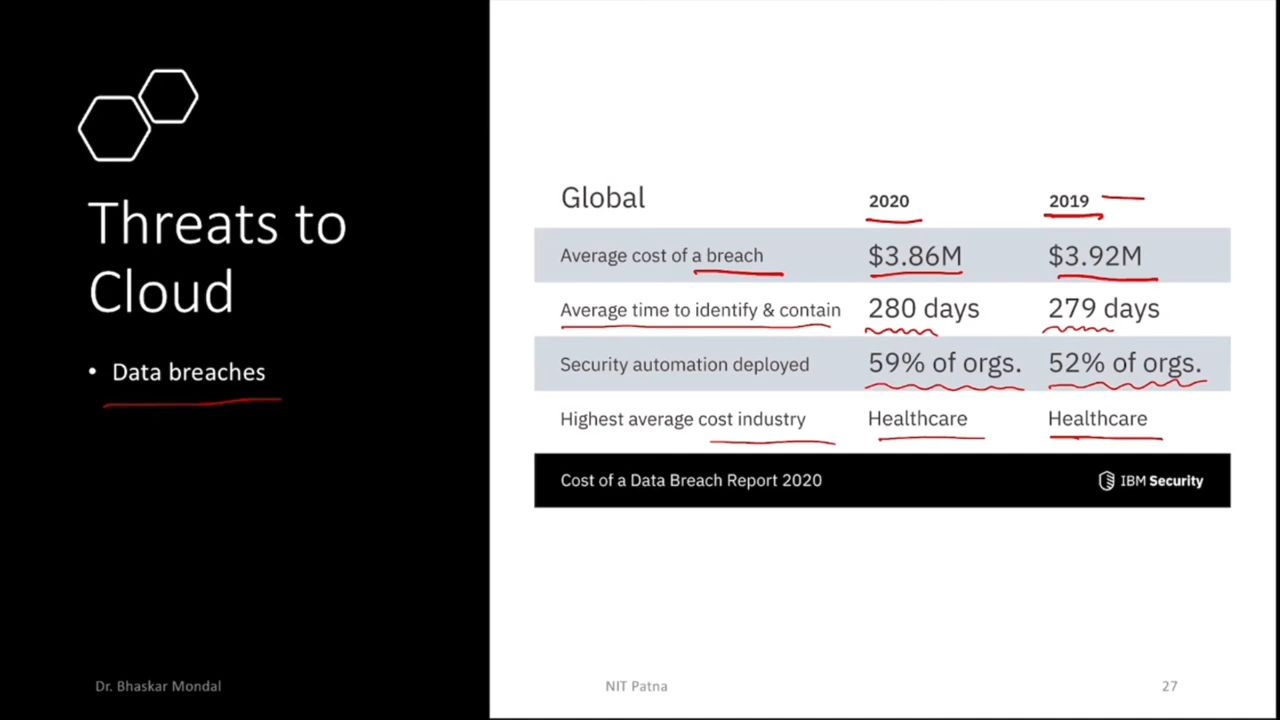 Threats to
Cloud
• Data breaches
Global 2020 2019
Average cost of a breach $3.86M $3.92M
Average time to identify & contain 280 days 279 days
Security automation deployed 59% of orgs. 52% of orgs.
Highest average cost industry Healthcare Healthcare
Cost of a Data Breach Report 2020 IBM Security
Dr. Bhaskar Mondal NIT Patna 27